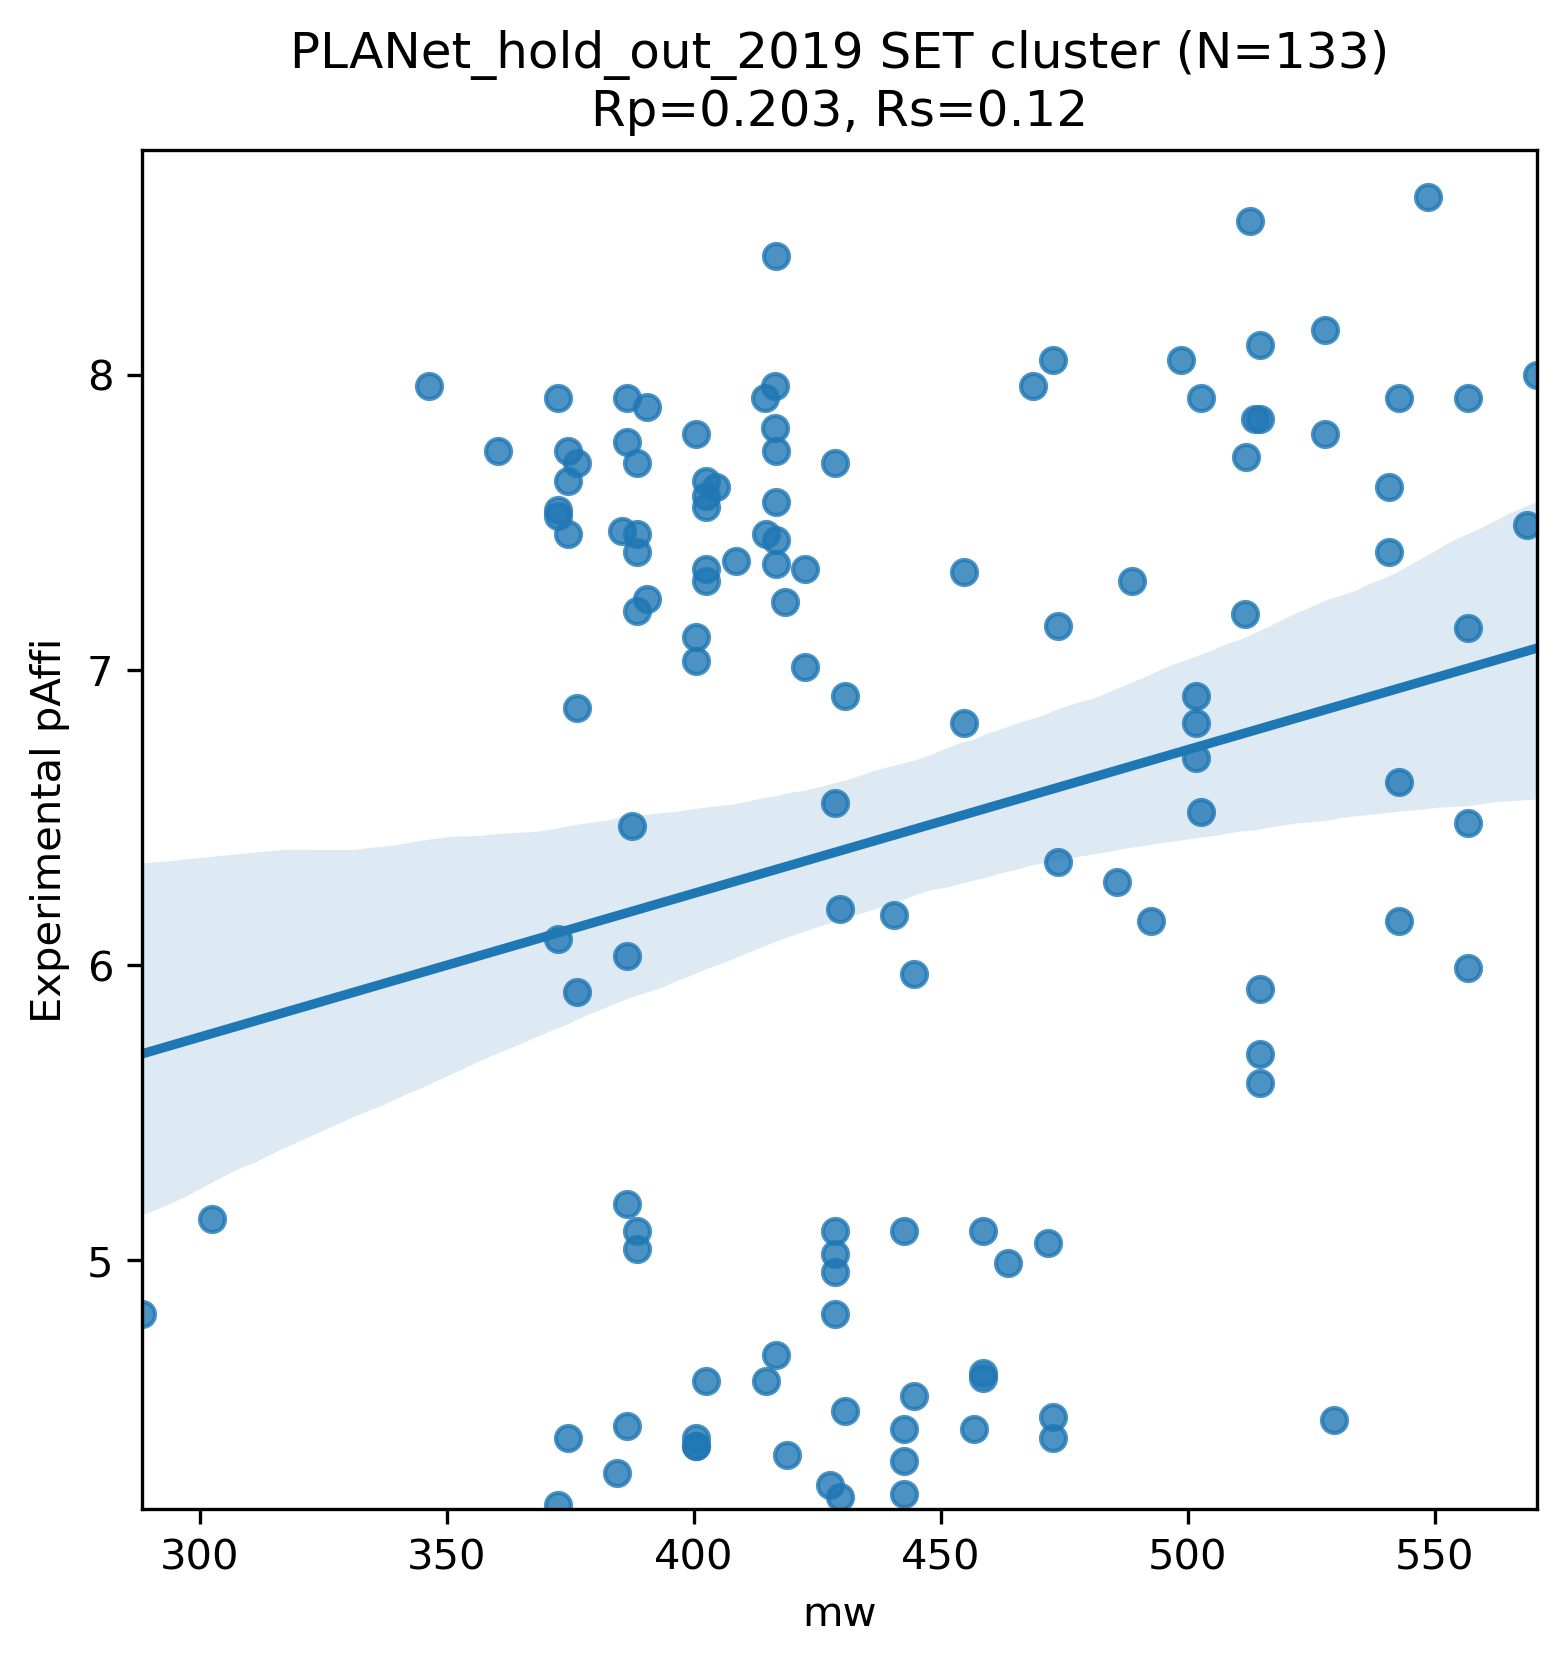 PLANet_hold_out_2019 SET cluster (N=133)
Rp=0.203, Rs=0.12
8
7
6
5
Experimental pAffi
300 350 400 450 500 550
mw